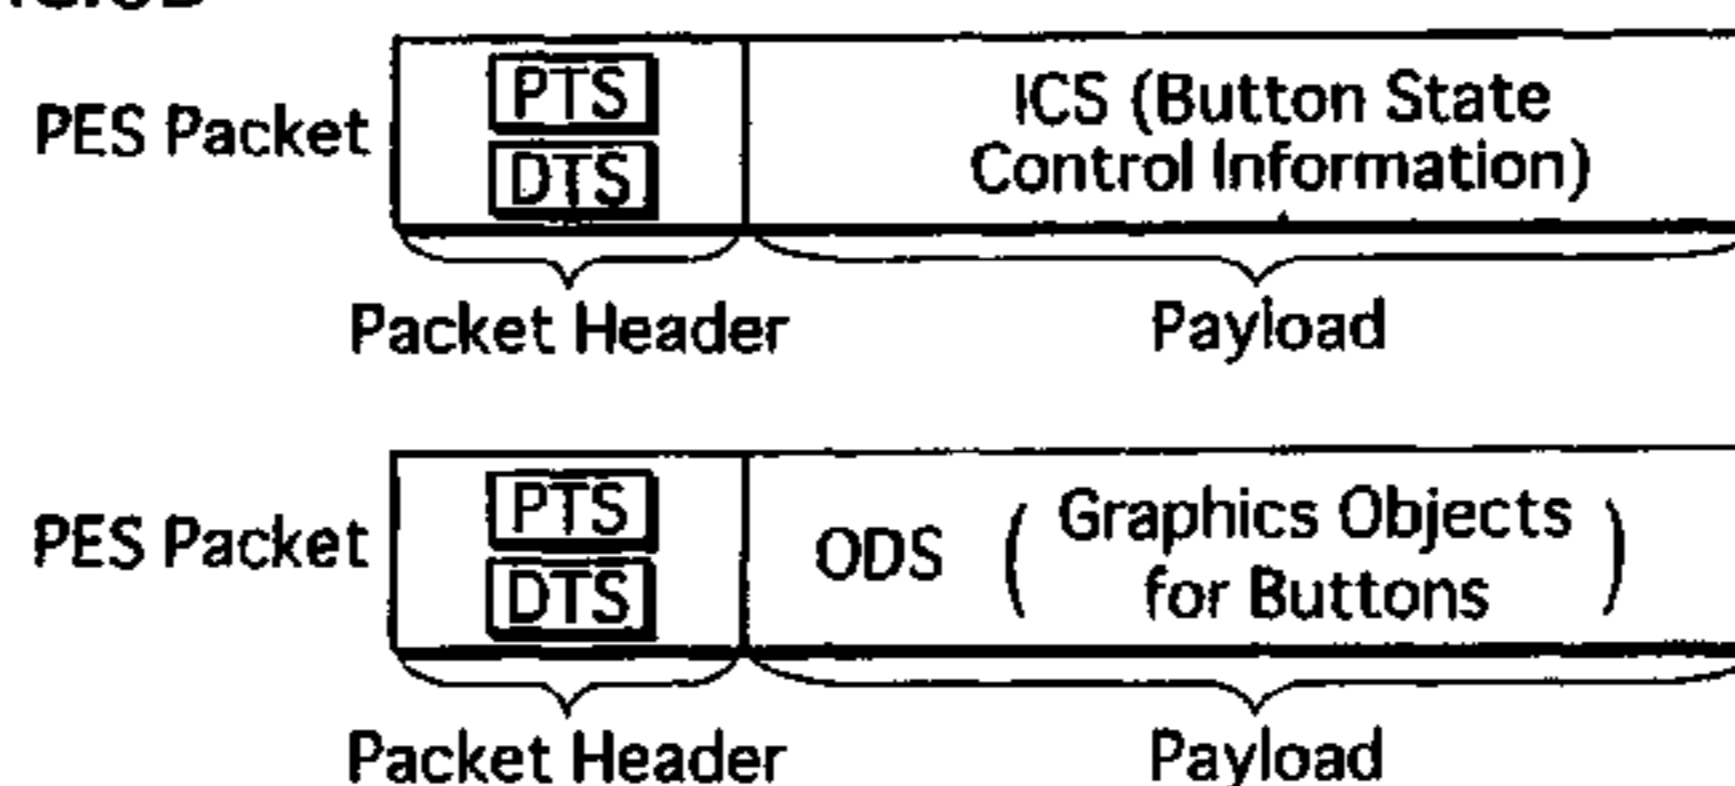 PES Packet
PTS
DTS
ICS (Button State
Control Information)
Packet Header
Payload
PES Packet
PTS
DTS
ODS ( Graphics Objects
for Buttons )
Packet Header
Payload